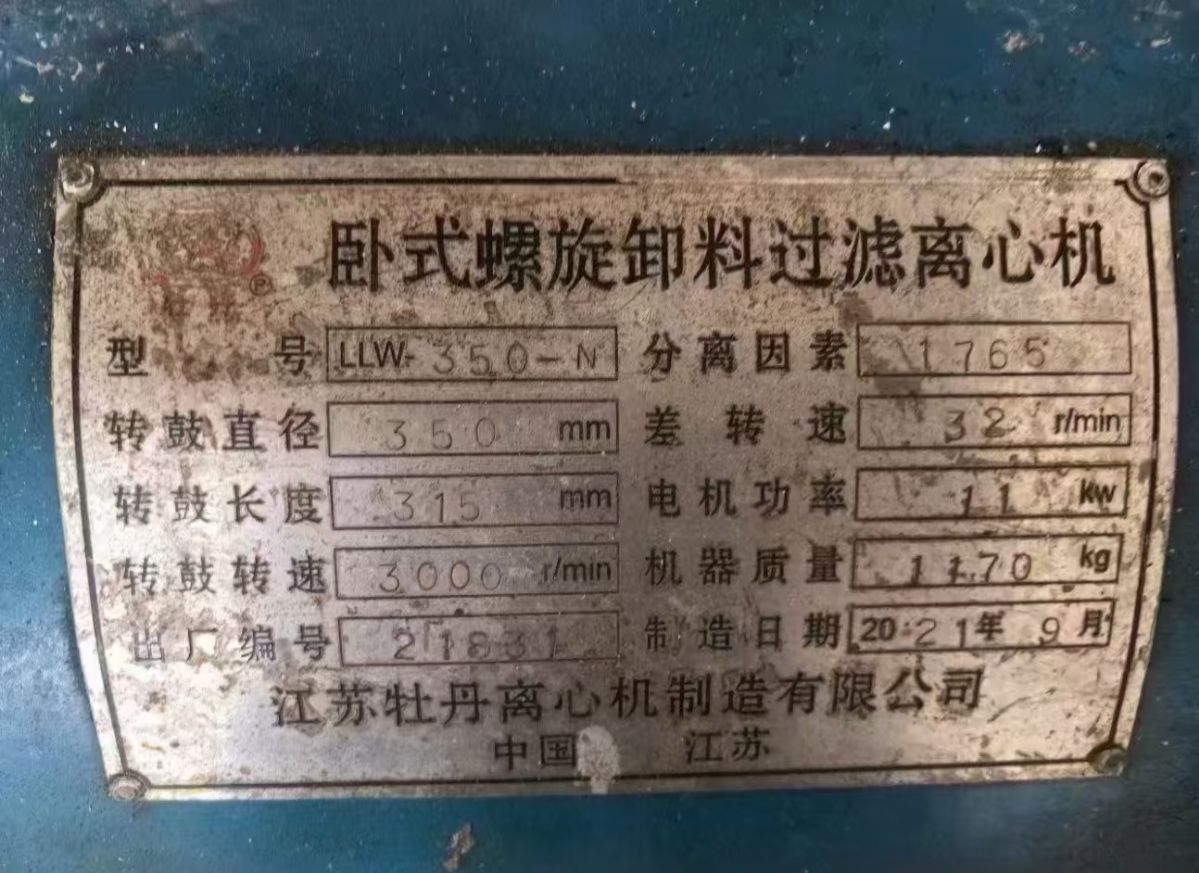 卧式螺旋卸料过滤离心机
型号 LLW-350-N 分离因素 1765
转鼓直径 350 mm 差转速 32 r/min
转鼓长度 315 mm 电机功率 11 kw
转鼓转速 3000 r/min 机器质量 1170 kg
出厂编号 21831 制造日期 2021年9月
江苏牡丹离心机制造有限公司
中国 江苏